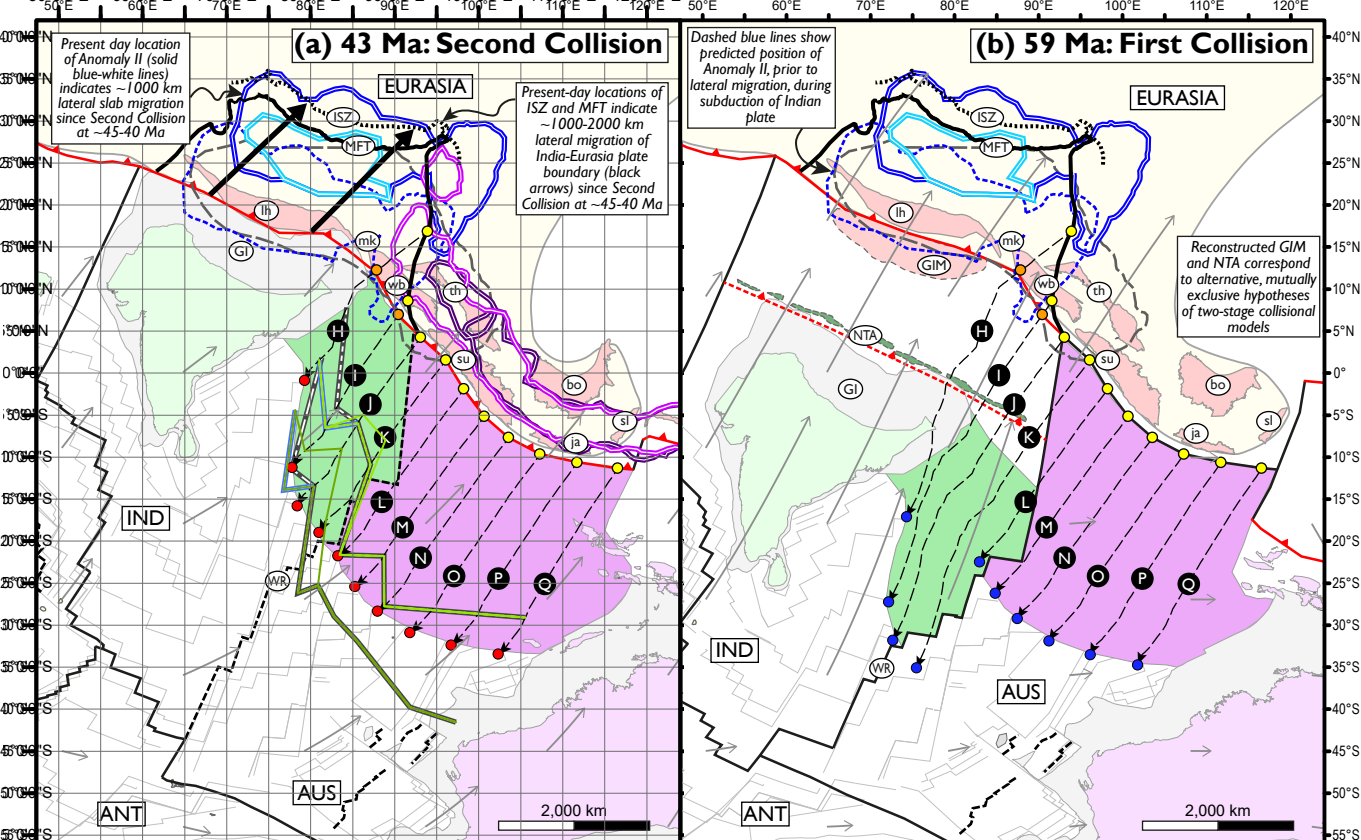 50°E 60°E 70°E 80°E 90°E 100°E 110°E 120°E
50°E 60°E 70°E 80°E 90°E 100°E 110°E 120°E
(a) 43 Ma: Second Collision
Present day location
of Anomaly II (solid
blue-white lines)
indicates ~1000 km
lateral slab migration
since Second Collision
at ~45-40 Ma
EURASIA
Present-day locations of
ISZ and MFT indicate
~1000-2000 km
lateral migration of
India-Eurasia plate
boundary (black
arrows) since Second
Collision at ~45-40 Ma
ISZ
MFT
lh
GI
mk
wb
th
su
bo
sl
ja
H
I
J
K
L
M
N
O
P
Q
IND
WR
AUS
ANT
2,000 km
(b) 59 Ma: First Collision
Dashed blue lines show
predicted position of
Anomaly II, prior to
lateral migration, during
subduction of Indian
plate
EURASIA
ISZ
MFT
lh
GIM
mk
wb
th
Reconstructed GIM
and NTA correspond
to alternative, mutually
exclusive hypotheses
of two-stage collisional
models
NTA
GI
su
bo
sl
ja
H
I
J
K
L
M
N
O
P
Q
IND
WR
AUS
ANT
2,000 km
40°N
35°N
30°N
25°N
20°N
15°N
10°N
5°N
0°
5°S
10°S
15°S
20°S
25°S
30°S
35°S
40°S
45°S
50°S
55°S